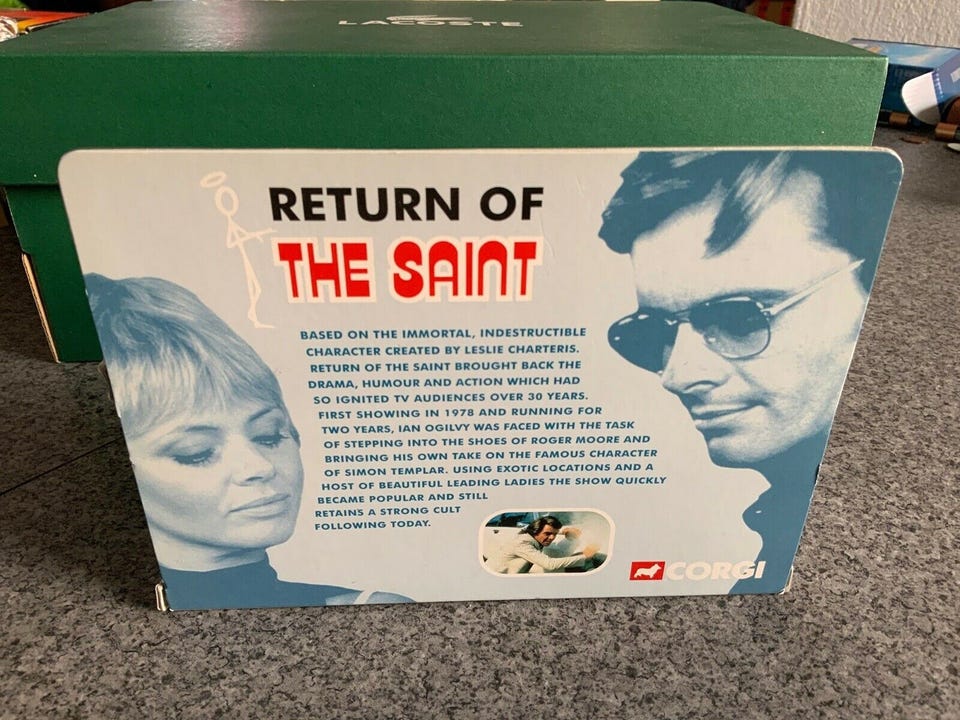 LACOSTE
RETURN OF
THE SAINT
BASED ON THE IMMORTAL, INDESTRUCTIBLE
CHARACTER CREATED BY LESLIE CHARTERIS.
RETURN OF THE SAINT BROUGHT BACK THE
DRAMA, HUMOUR AND ACTION WHICH HAD
SO IGNITED TV AUDIENCES OVER 30 YEARS.
FIRST SHOWING IN 1978 AND RUNNING FOR
TWO YEARS, IAN OGILVY WAS FACED WITH THE TASK
OF STEPPING INTO THE SHOES OF ROGER MOORE AND
BRINGING HIS OWN TAKE ON THE FAMOUS CHARACTER
OF SIMON TEMPLAR. USING EXOTIC LOCATIONS AND A
HOST OF BEAUTIFUL LEADING LADIES THE SHOW QUICKLY
BECAME POPULAR AND STILL
RETAINS A STRONG CULT
FOLLOWING TODAY.
CORGI